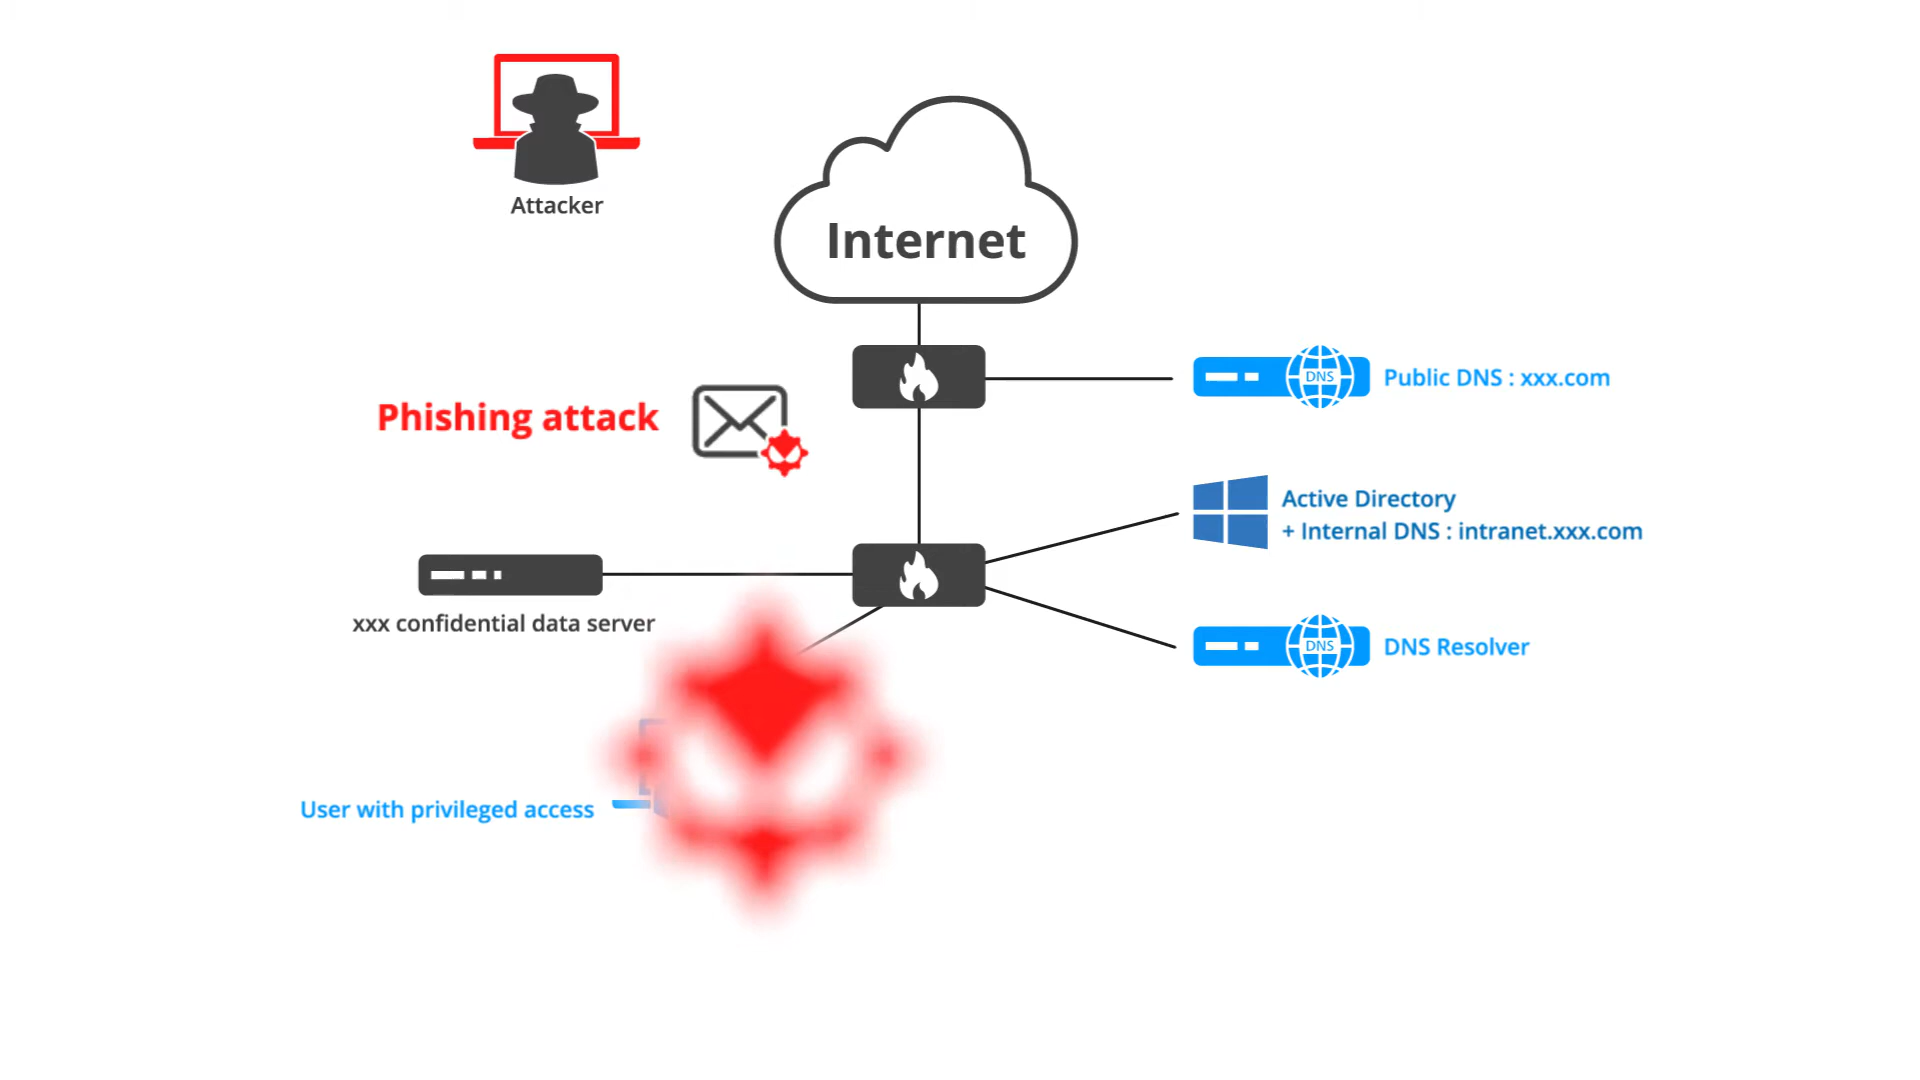 Attacker
Internet
DNS
Public DNS : xxx.com
Phishing attack
Active Directory
+ Internal DNS : intranet.xxx.com
xxx confidential data server
DNS
DNS Resolver
User with privileged access